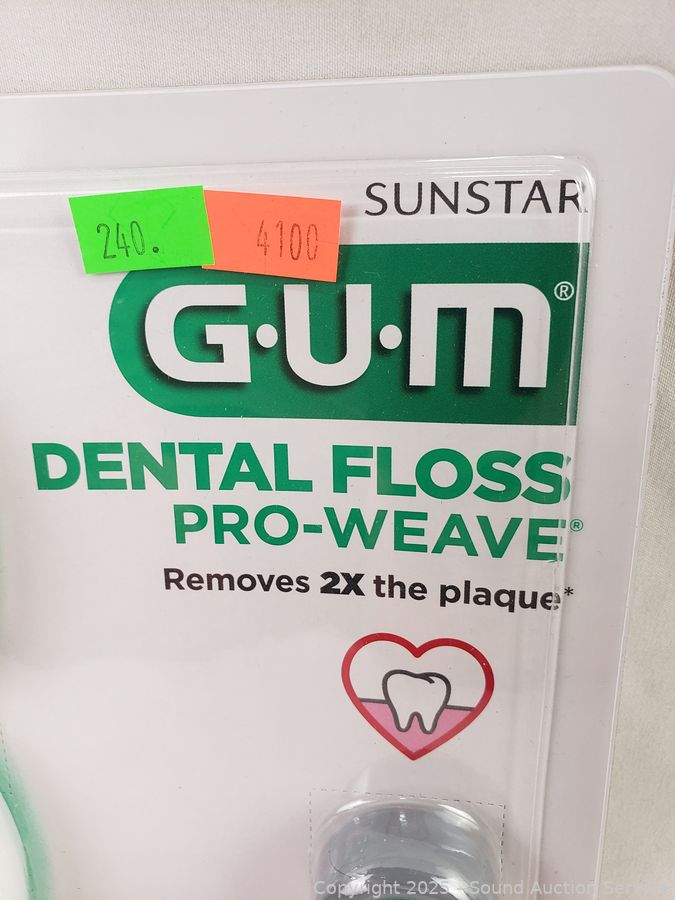 SUNSTAR
240.
4100
G·U·M®
DENTAL FLOSS
PRO-WEAVE®
Removes 2X the plaque*
Copyright 2025 - Sound Auction Service